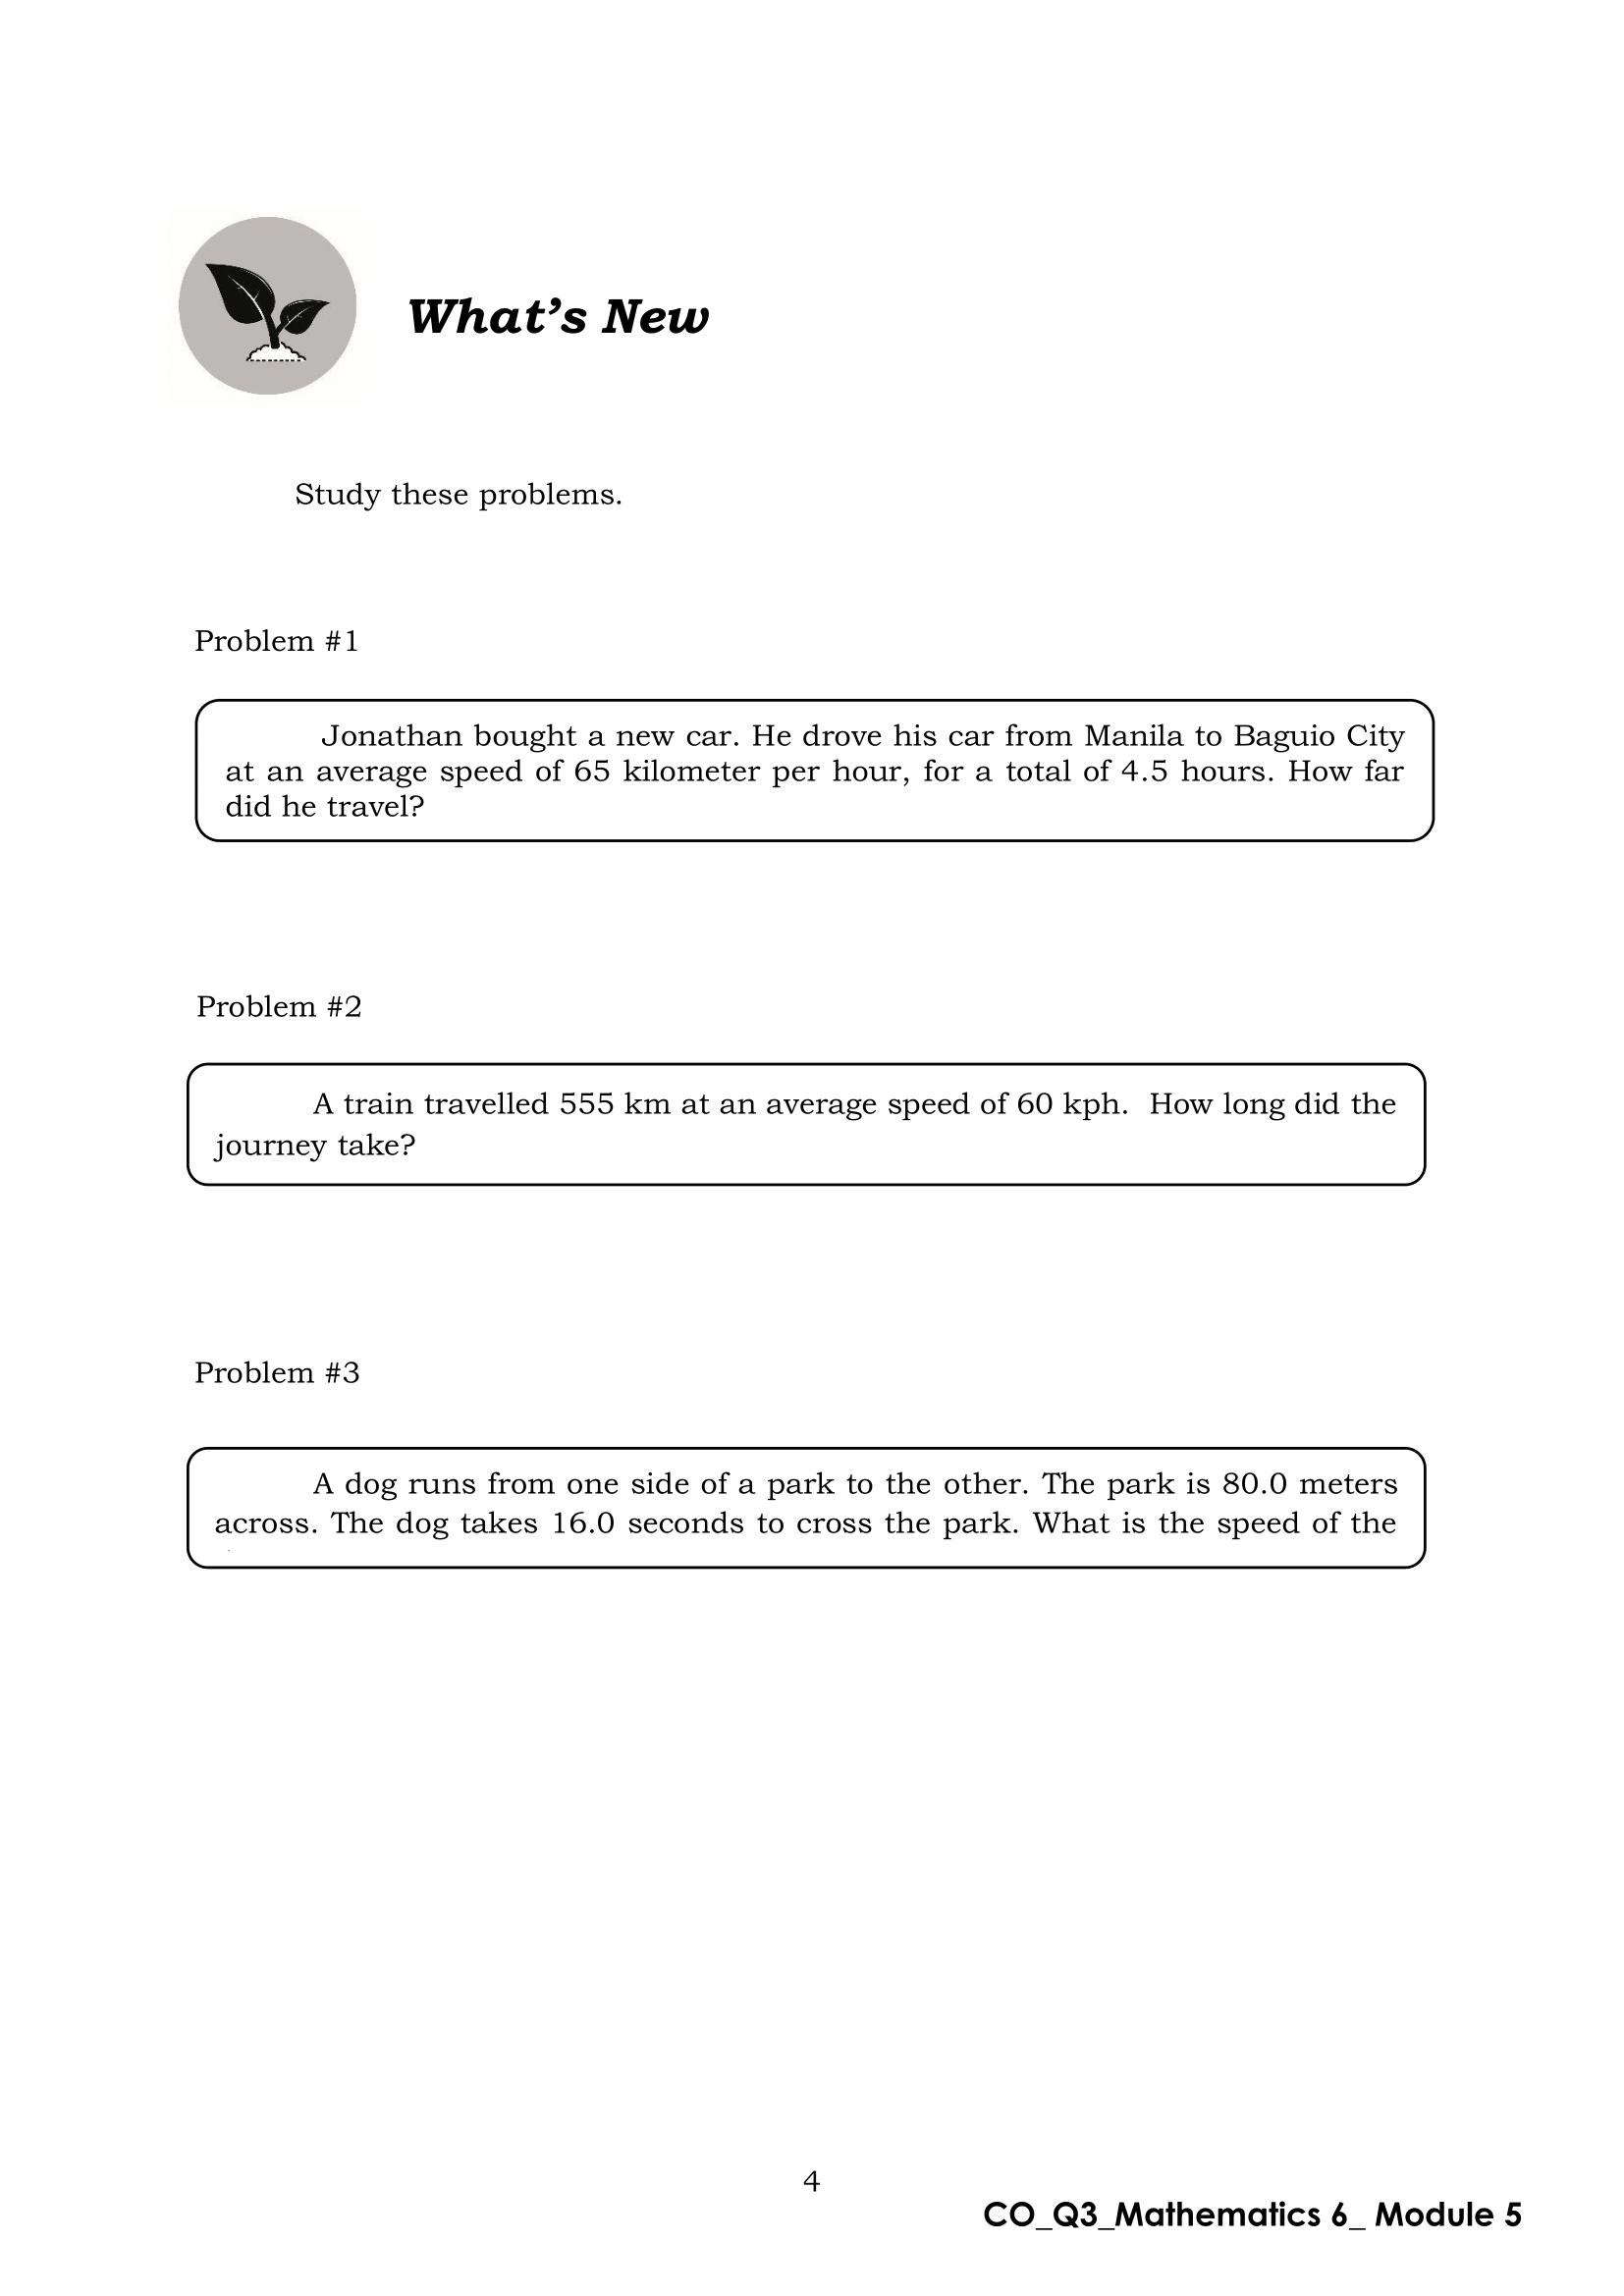 What's New
Study these problems.
Problem #1
Jonathan bought a new car. He drove his car from Manila to Baguio City
at an average speed of 65 kilometer per hour, for a total of 4.5 hours. How far
did he travel?
Problem #2
A train travelled 555 km at an average speed of 60 kph.  How long did the
journey take?
Problem #3
A dog runs from one side of a park to the other. The park is 80.0 meters
across. The dog takes 16.0 seconds to cross the park. What is the speed of the
4
CO_Q3_Mathematics 6_ Module 5